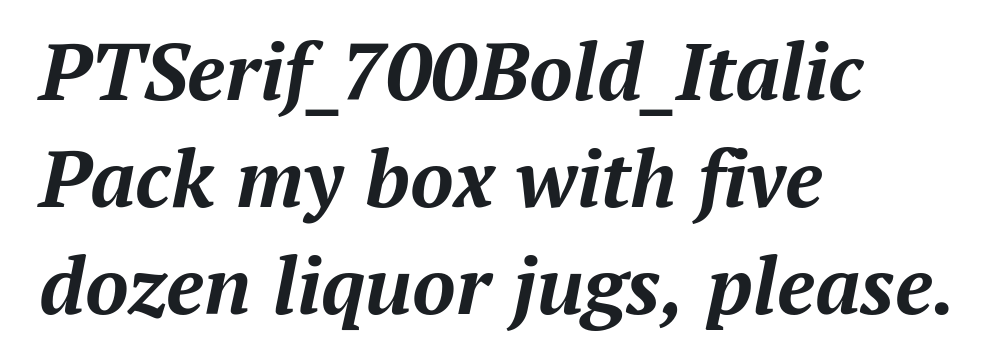 PTSerif_700Bold_Italic
Pack my box with five
dozen liquor jugs, please.